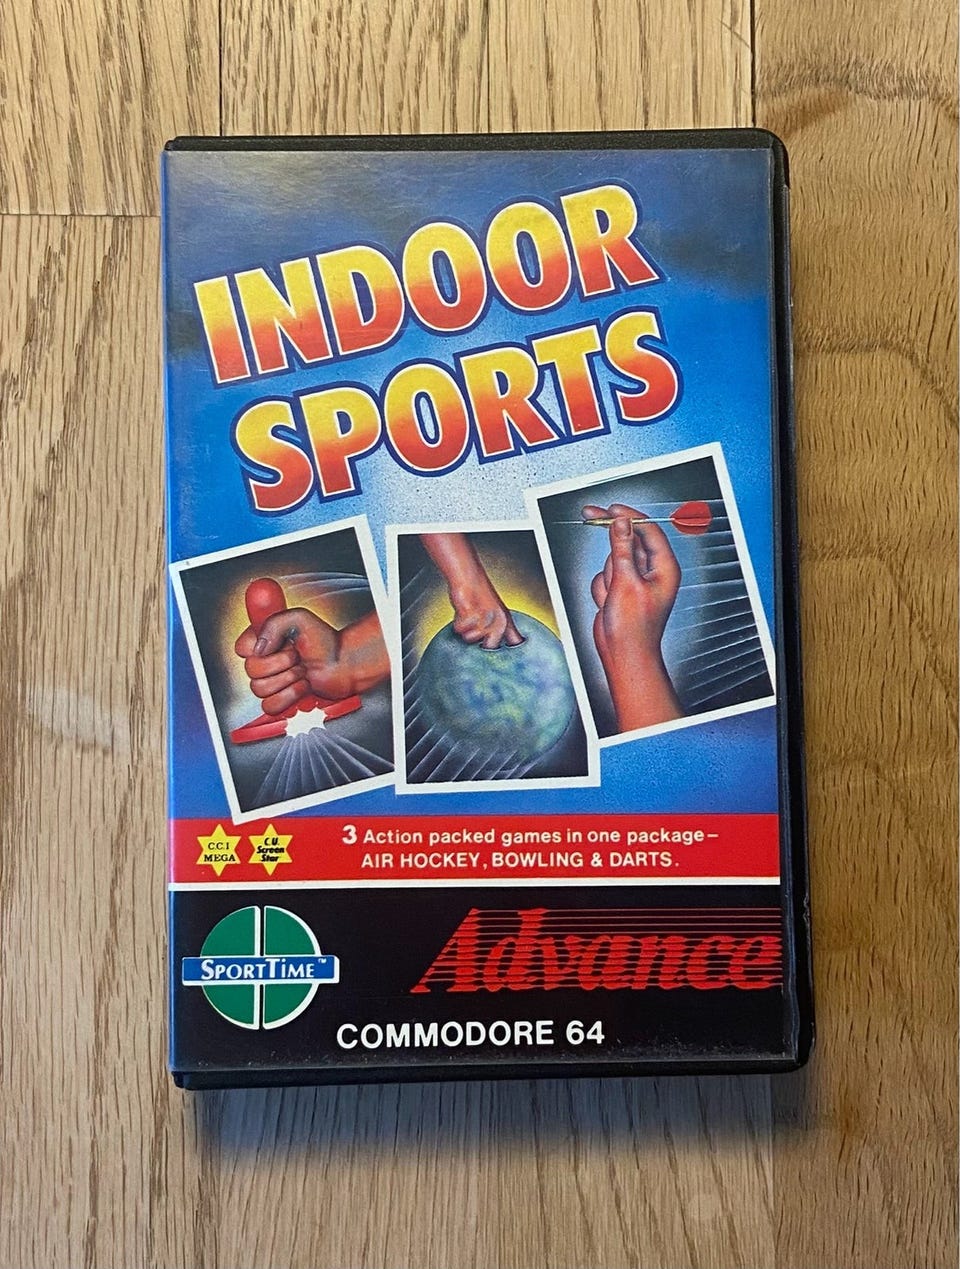 INDOOR
SPORTS
C.C.I
MEGA
C.U.
Screen
Star
3 Action packed games in one package –
AIR HOCKEY, BOWLING & DARTS.
SPORTTIME™
Advance
COMMODORE 64